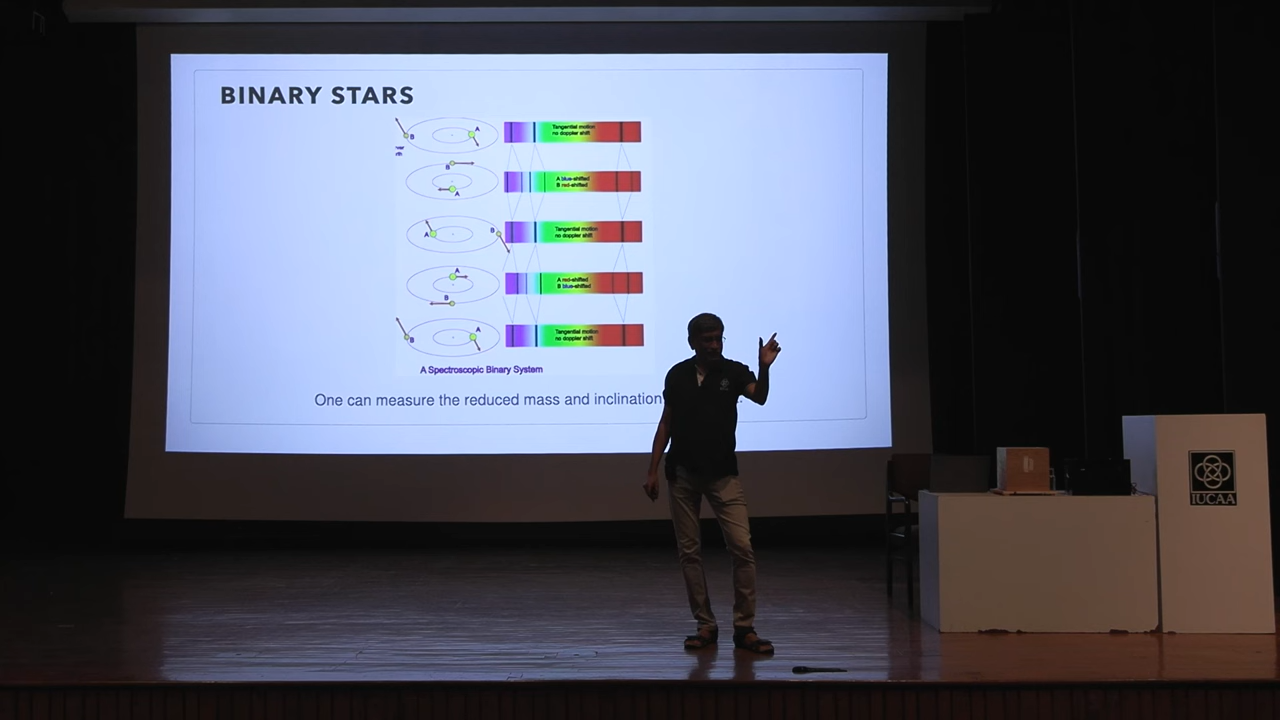 BINARY STARS
A
B
Tangential motion
no doppler shift
B
A
A blue-shifted
B red-shifted
A
B
Tangential motion
no doppler shift
A
B
A red-shifted
B blue-shifted
A
B
Tangential motion
no doppler shift
A Spectroscopic Binary System
One can measure the reduced mass and inclination
IUCAA